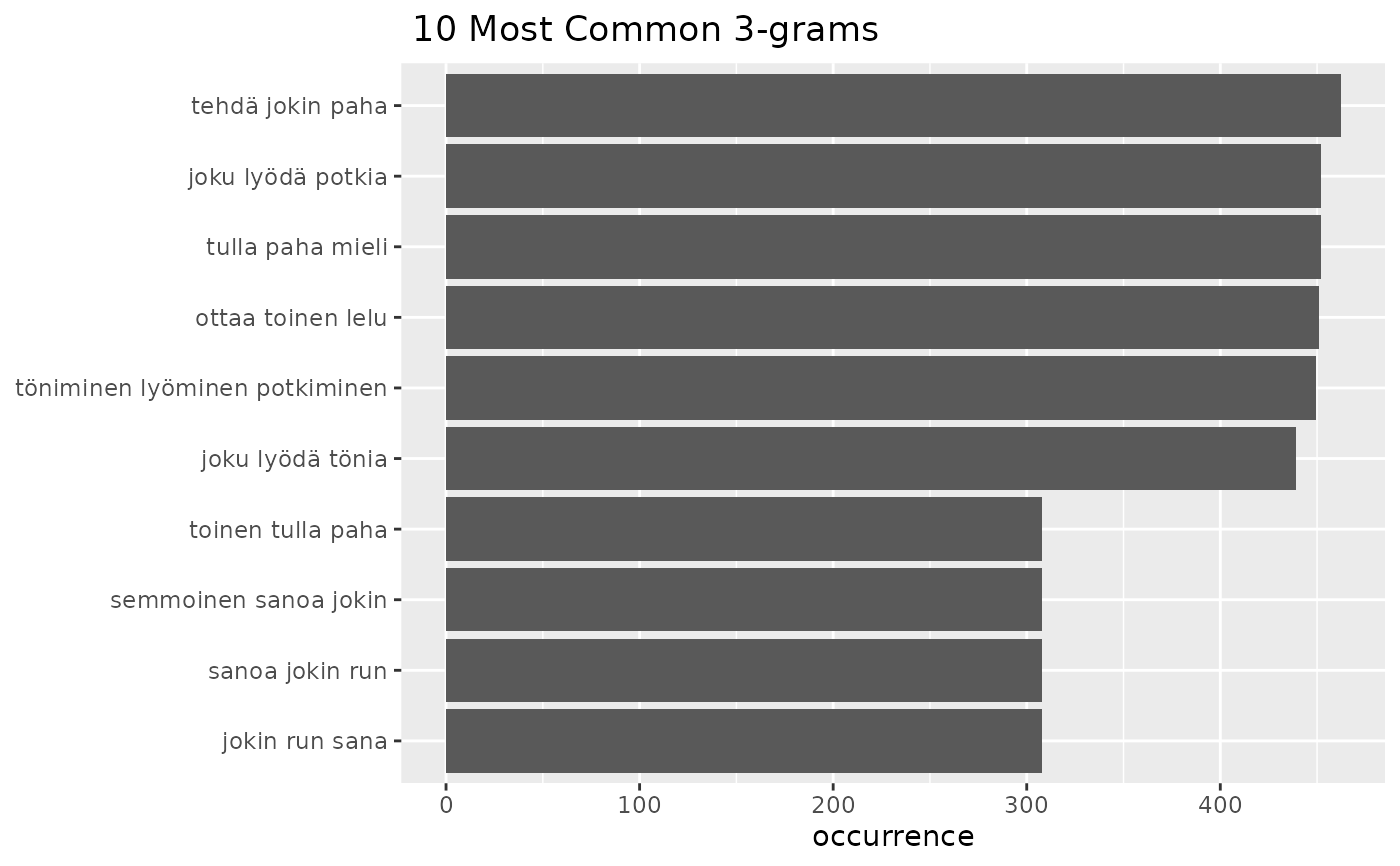 10 Most Common 3-grams
tehdä jokin paha
joku lyödä potkia
tulla paha mieli
ottaa toinen lelu
töniminen lyöminen potkiminen
joku lyödä tönia
toinen tulla paha
semmoinen sanoa jokin
sanoa jokin run
jokin run sana
0 100 200 300 400
occurrence